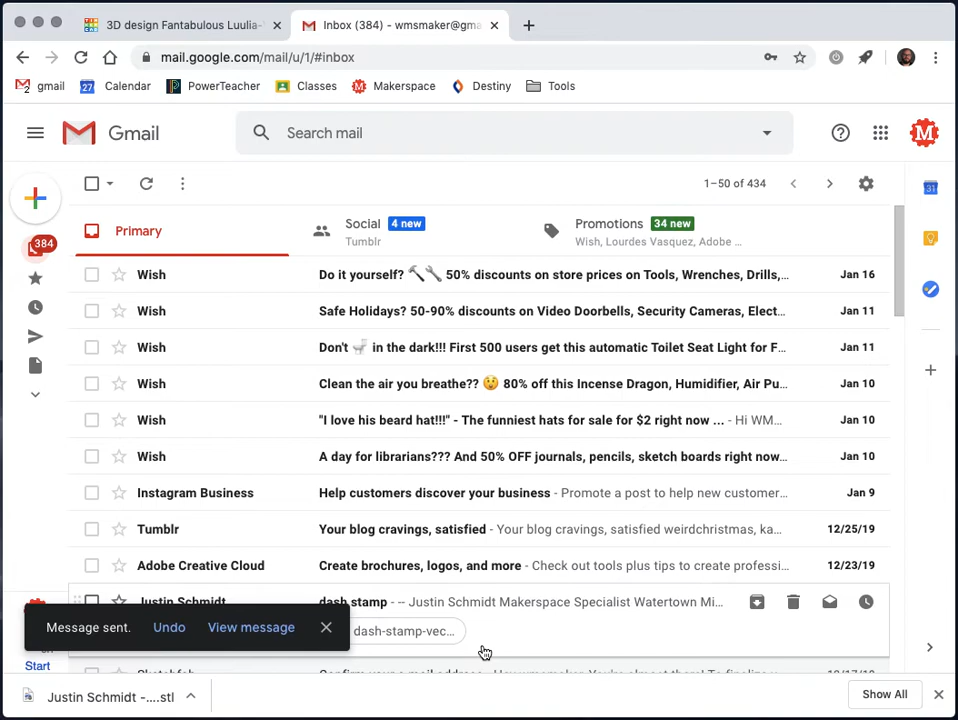 3D design Fantabulous Luulia-
Inbox (384) - wmsmaker@gma
mail.google.com/mail/u/1/#inbox
gmail
27 Calendar
PowerTeacher
Classes
Makerspace
Destiny
Tools
Gmail
Search mail
M
1–50 of 434
31
384
Primary
Social 4 new
Tumblr
Promotions 34 new
Wish, Lourdes Vasquez, Adobe ...
Wish Do it yourself? 🔨🔧 50% discounts on store prices on Tools, Wrenches, Drills,... Jan 16
Wish Safe Holidays? 50-90% discounts on Video Doorbells, Security Cameras, Elect... Jan 11
Wish Don't 🚽 in the dark!!! First 500 users get this automatic Toilet Seat Light for F... Jan 11
Wish Clean the air you breathe?? 😲 80% off this Incense Dragon, Humidifier, Air Pu... Jan 10
Wish "I love his beard hat!!!" - The funniest hats for sale for $2 right now ... - Hi WM... Jan 10
Wish A day for librarians??? And 50% OFF journals, pencils, sketch boards right now... Jan 10
Instagram Business Help customers discover your business - Promote a post to help new customer... Jan 9
Tumblr Your blog cravings, satisfied - Your blog cravings, satisfied weirdchristmas, ka... 12/25/19
Adobe Creative Cloud Create brochures, logos, and more - Check out tools plus tips to create professi... 12/23/19
Justin Schmidt dash stamp - -- Justin Schmidt Makerspace Specialist Watertown Mi...
dash-stamp-vec...
Message sent. Undo View message
Start
Justin Schmidt -....stl
Show All